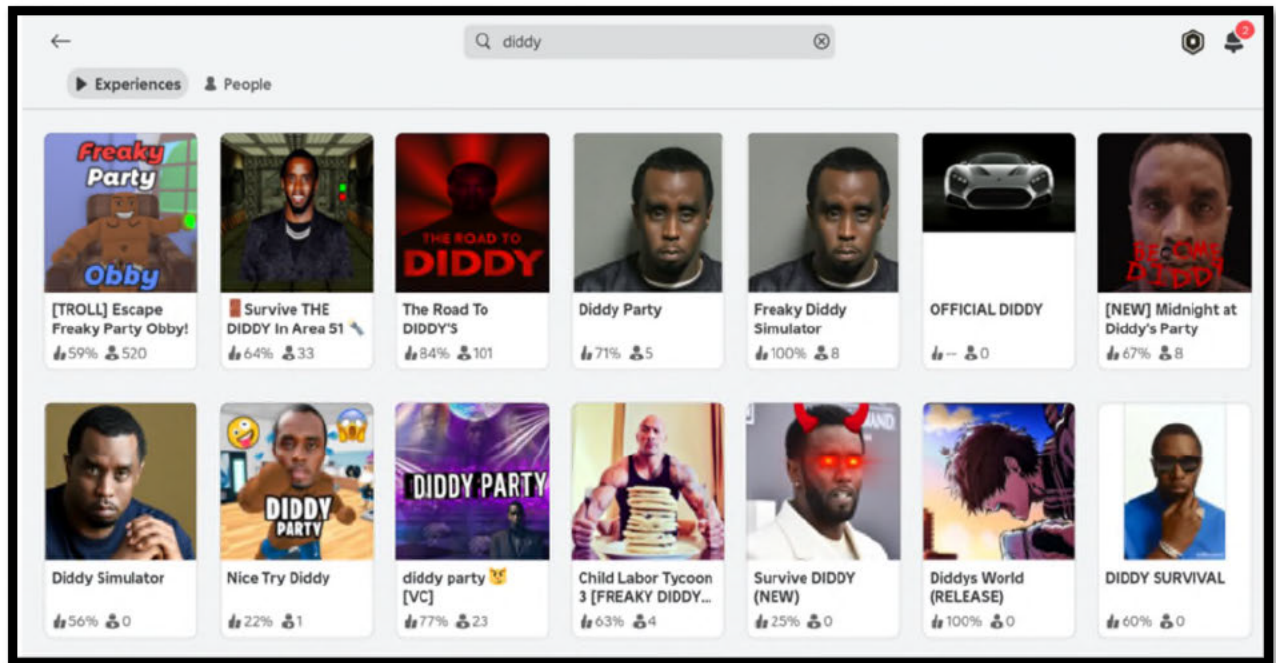 diddy
2
Experiences
People
Freaky
Party
Obby
[TROLL] Escape
Freaky Party Obby!
59% 520
Survive THE
DIDDY In Area 51
64% 33
THE ROAD TO
DIDDY
The Road To
DIDDY'S
84% 101
Diddy Party
71% 5
Freaky Diddy
Simulator
100% 8
OFFICIAL DIDDY
-- 0
BECOME
DIDDY
[NEW] Midnight at
Diddy's Party
67% 8
Diddy Simulator
56% 0
DIDDY
PARTY
Nice Try Diddy
22% 1
DIDDY PARTY
diddy party
[VC]
77% 23
Child Labor Tycoon
3 [FREAKY DIDDY...
63% 4
AND
Survive DIDDY
(NEW)
25% 0
Diddys World
(RELEASE)
100% 0
DIDDY SURVIVAL
60% 0